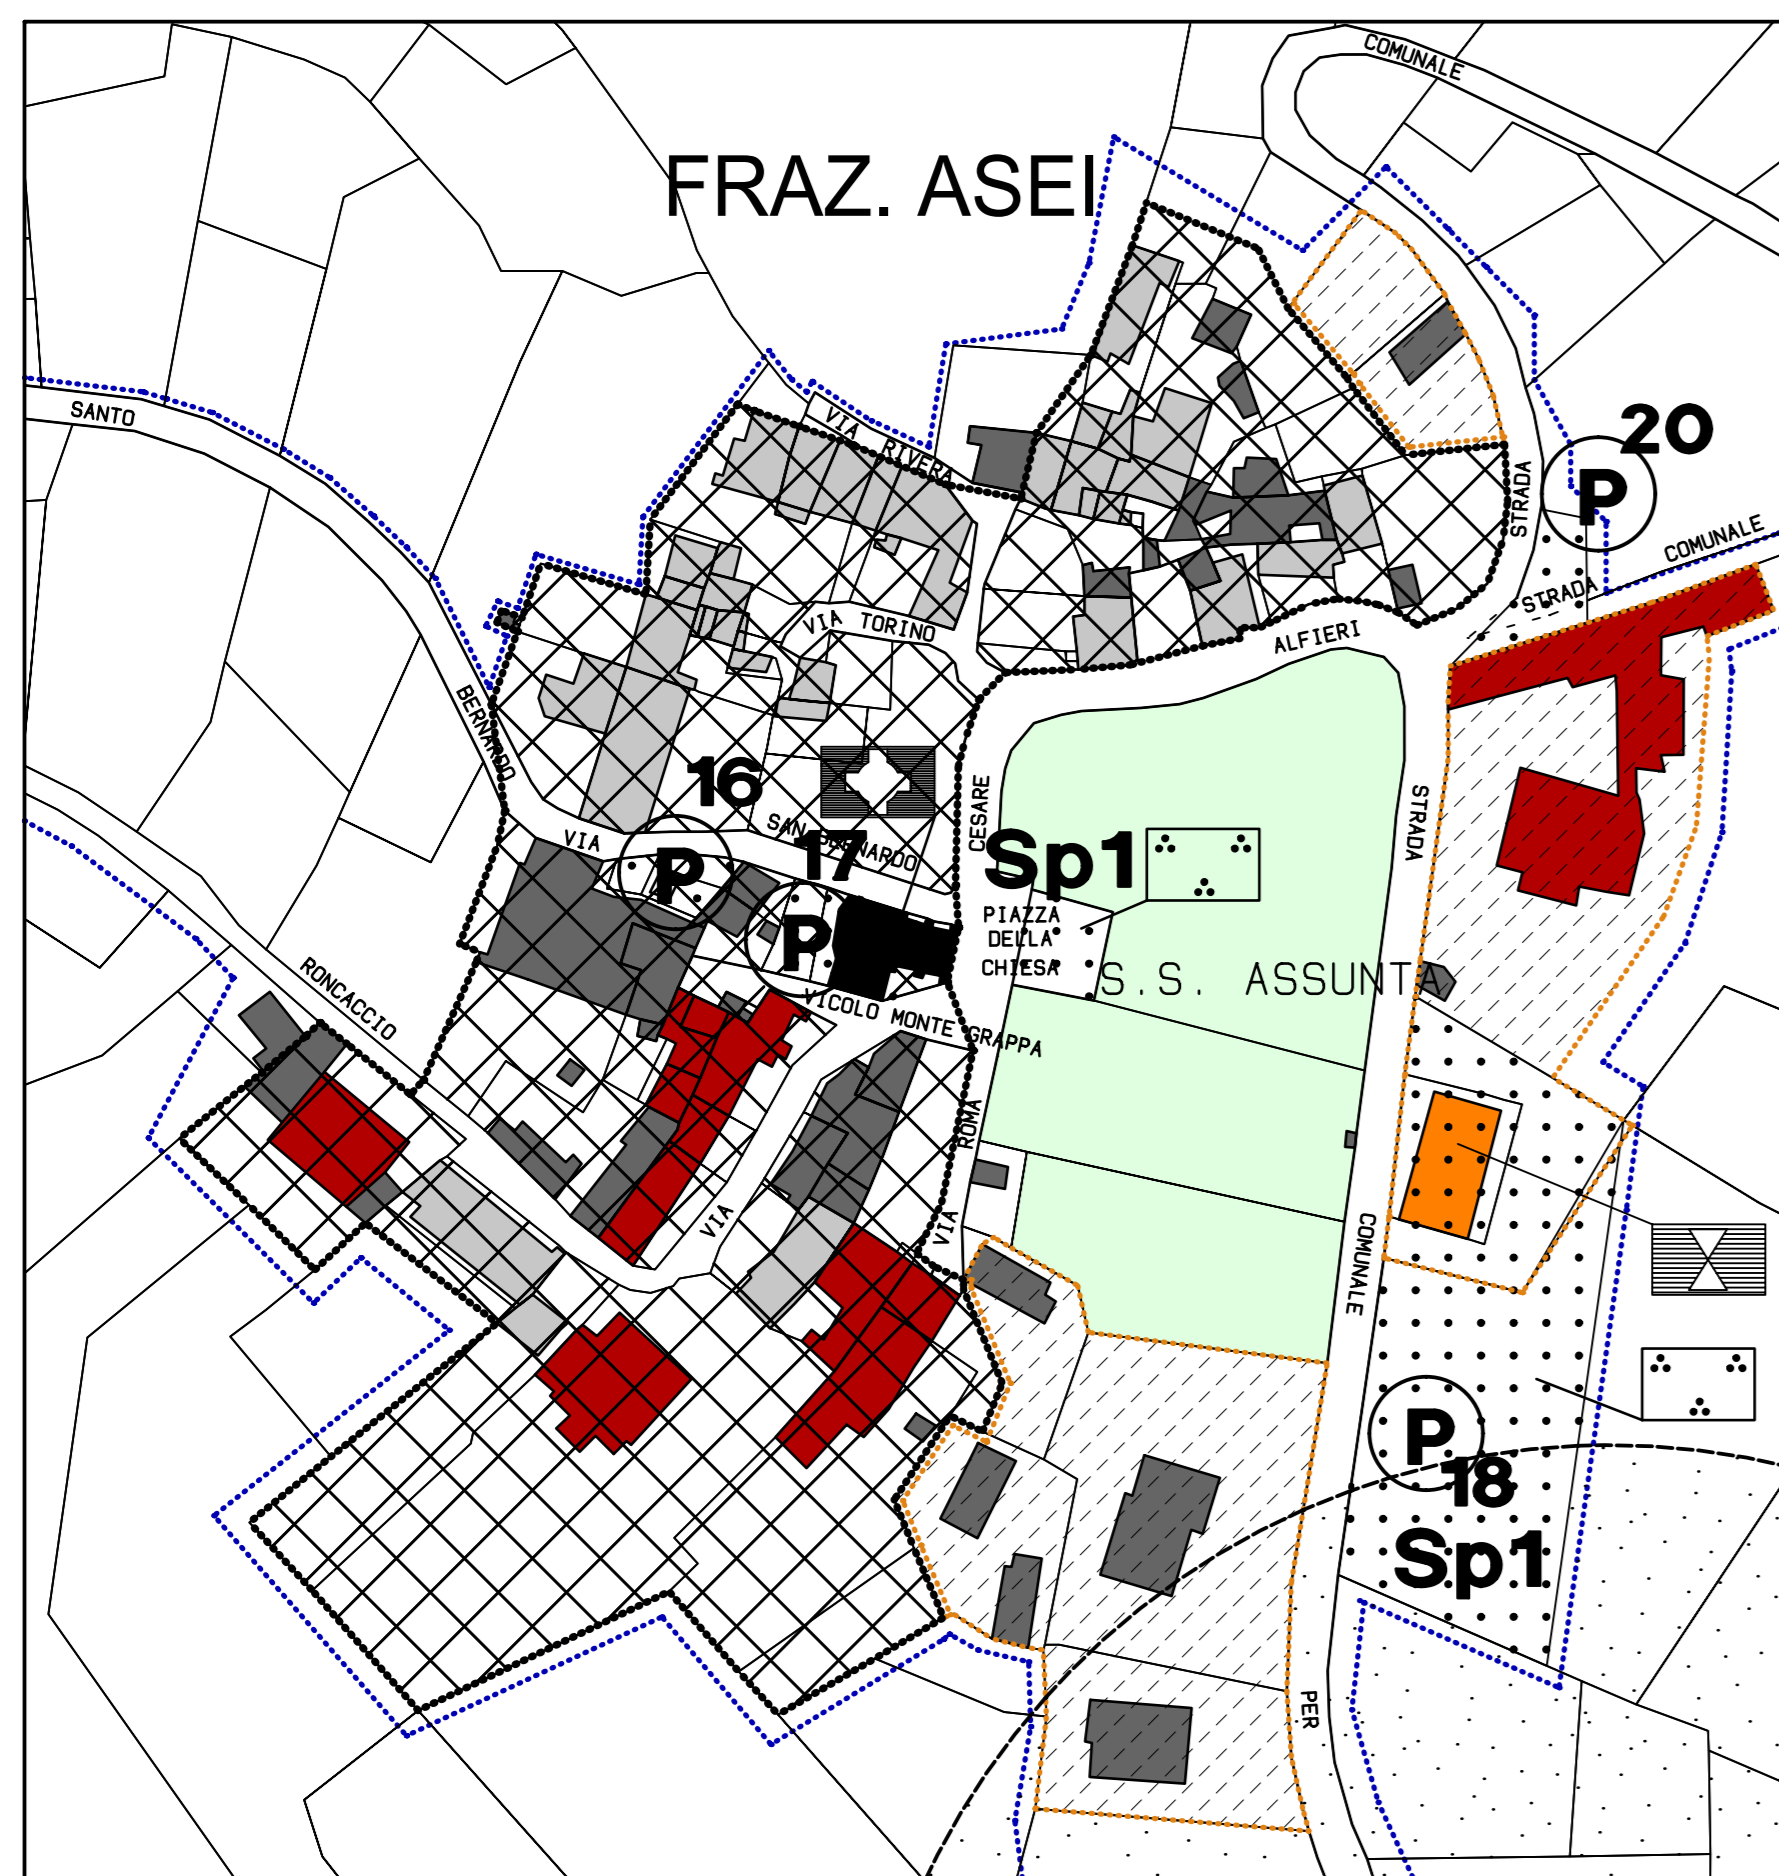 COMUNALE
FRAZ. ASEI
SANTO
VIA RIVERA
20
P
STRADA
COMUNALE
STRADA
VIA TORINO
ALFIERI
BERNARDO
16
CESARE
STRADA
VIA
SAN BERNARDO
17
P
Sp1
P
PIAZZA
DELLA
CHIESA
S.S. ASSUNTA
RONCACCIO
VICOLO MONTE GRAPPA
ROMA
VIA
VIA
COMUNALE
P
18
Sp1
PER